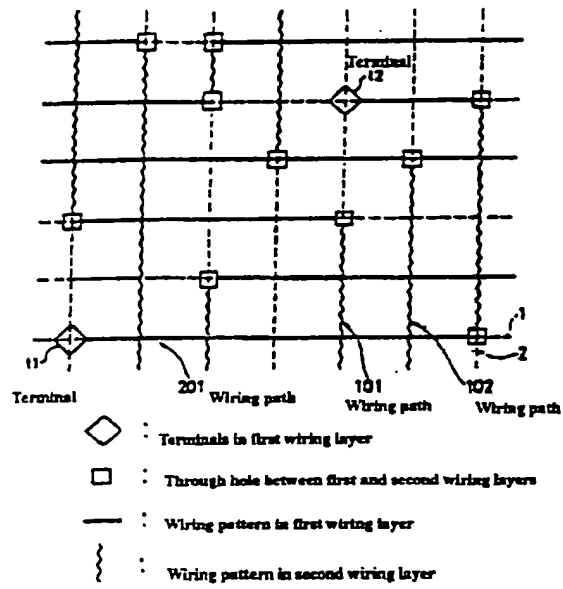 Terminal
t2
1
2
t1
201
101
102
Terminal
Wiring path
Wiring path
Wiring path
: Terminals in first wiring layer
: Through hole between first and second wiring layers
: Wiring pattern in first wiring layer
: Wiring pattern in second wiring layer